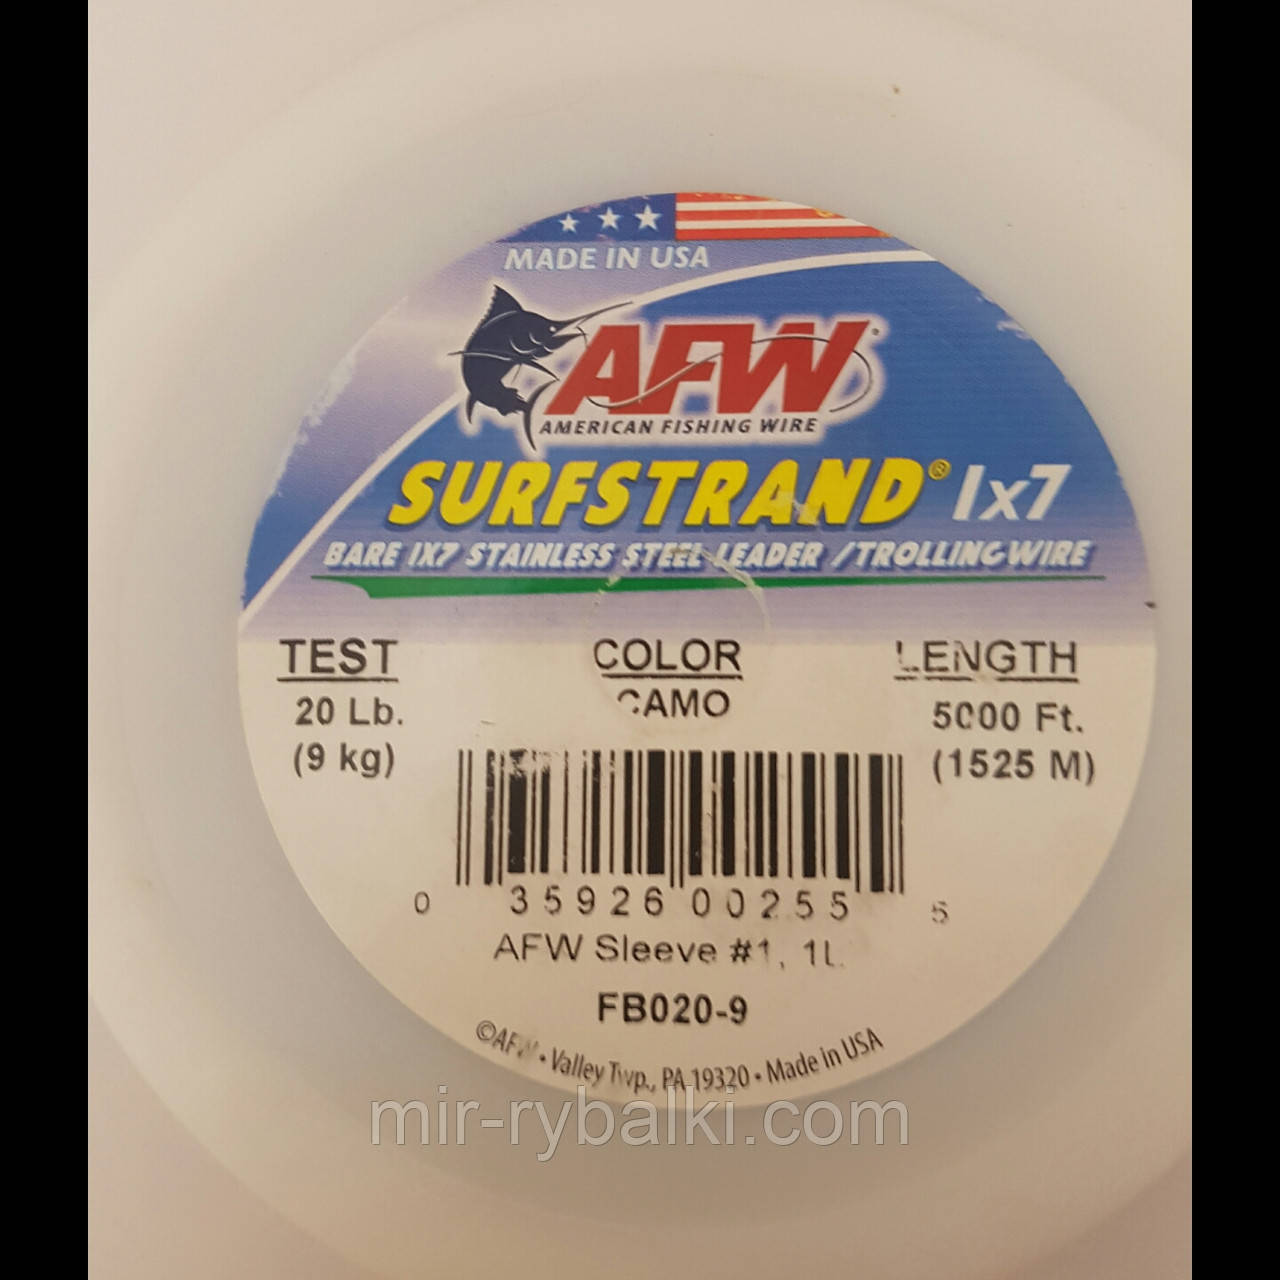 MADE IN USA
AFW®
AMERICAN FISHING WIRE
SURFSTRAND® 1x7
BARE 1X7 STAINLESS STEEL LEADER /TROLLING WIRE
TEST COLOR LENGTH
20 Lb. CAMO 5000 Ft.
(9 kg) (1525 M)
0 35926 00255 5
AFW Sleeve #1,
FB020-9
©AFW • Valley Twp., PA 19320 • Made in USA
mir-rybalki.com